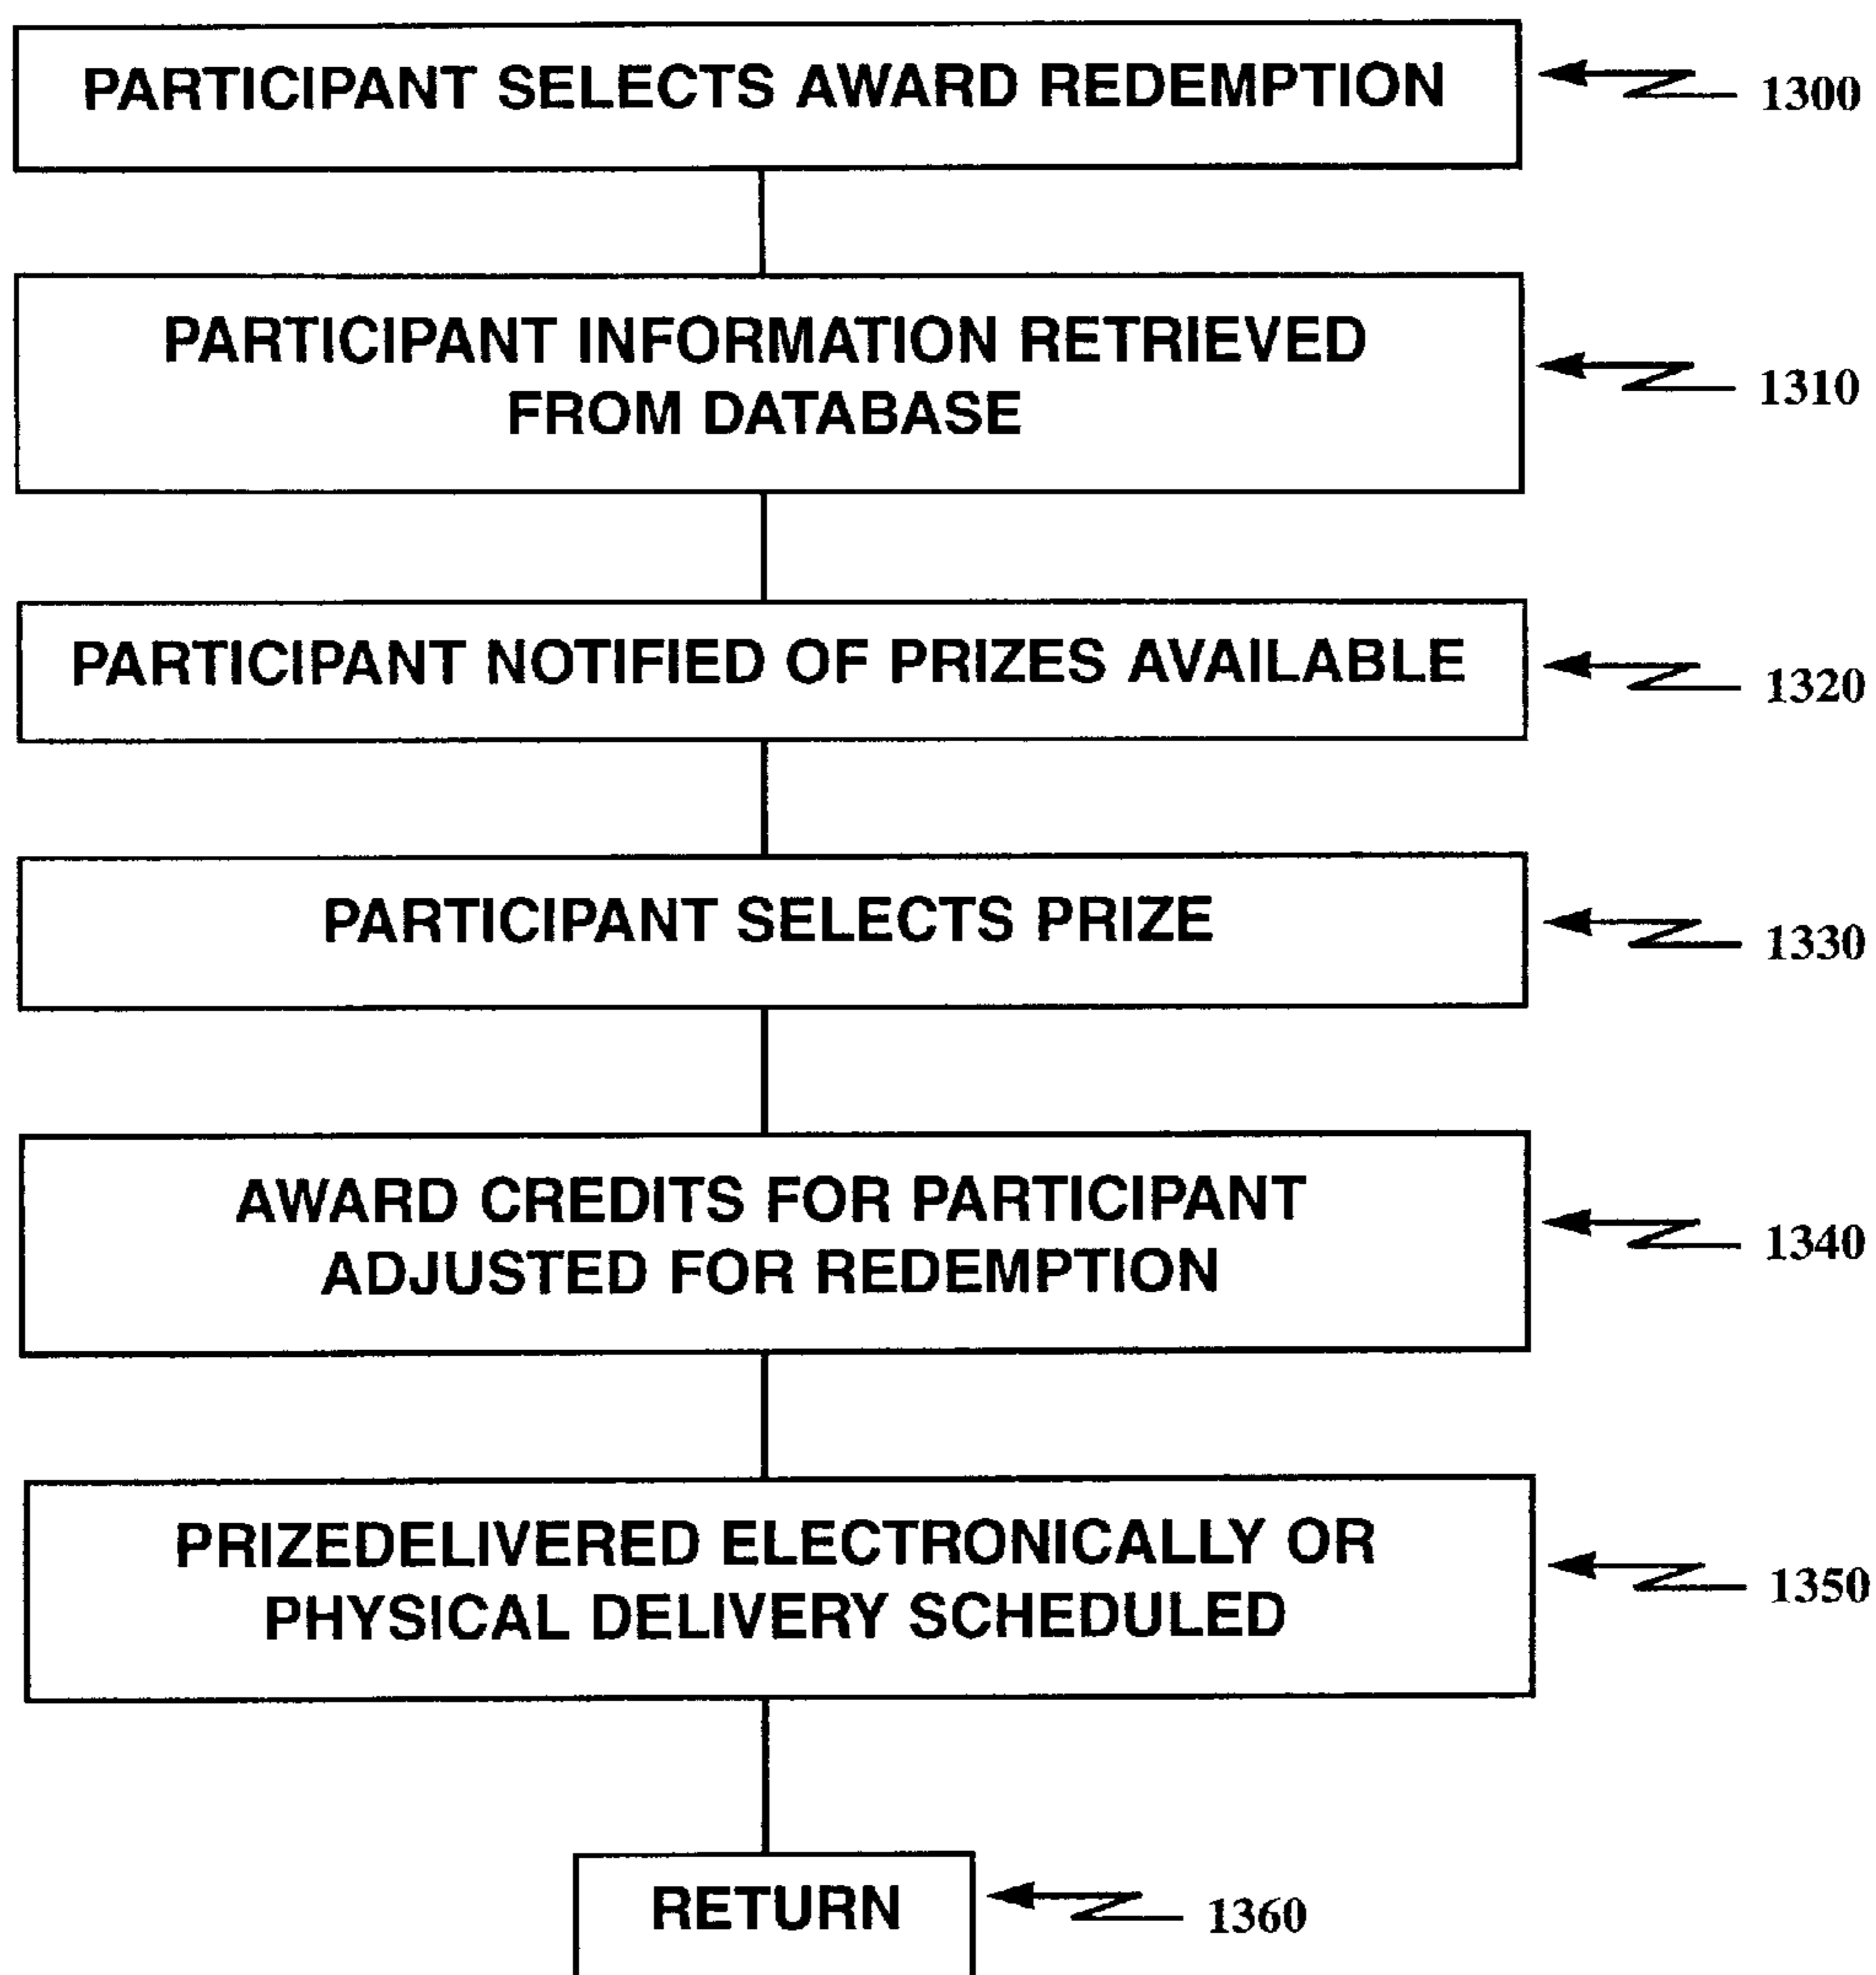 PARTICIPANT SELECTS AWARD REDEMPTION
1300
PARTICIPANT INFORMATION RETRIEVED
FROM DATABASE
1310
PARTICIPANT NOTIFIED OF PRIZES AVAILABLE
1320
PARTICIPANT SELECTS PRIZE
1330
AWARD CREDITS FOR PARTICIPANT
ADJUSTED FOR REDEMPTION
1340
PRIZEDELIVERED ELECTRONICALLY OR
PHYSICAL DELIVERY SCHEDULED
1350
RETURN
1360